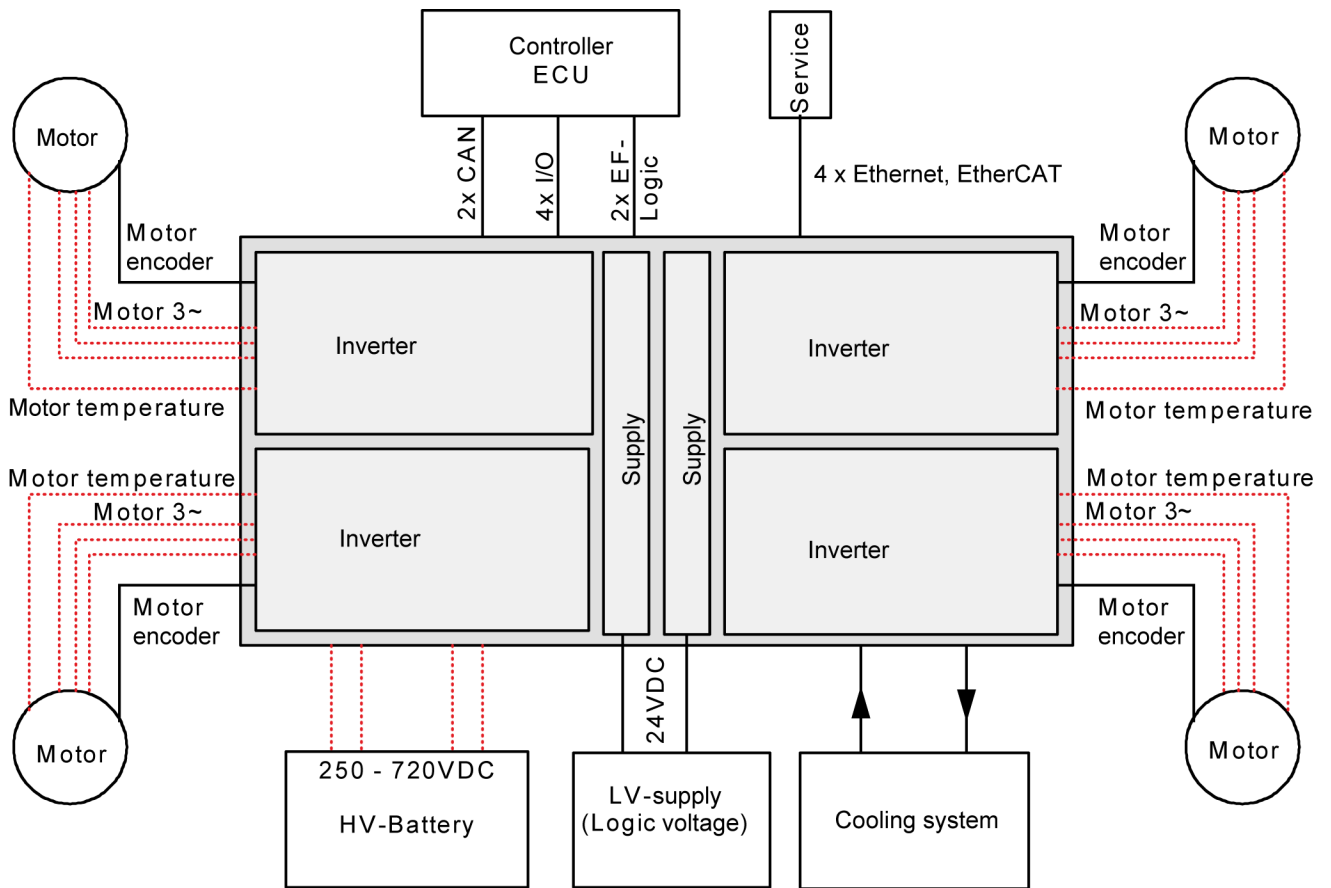 Controller
ECU
Service
Motor
Motor
2x CAN
4x I/O
2x EF-
Logic
4 x Ethernet, EtherCAT
Motor
encoder
Motor
encoder
Motor 3~
Motor 3~
Inverter
Inverter
Motor temperature
Motor temperature
Supply
Supply
Motor temperature
Motor temperature
Motor 3~
Motor 3~
Inverter
Inverter
Motor
encoder
Motor
encoder
24VDC
Motor
Motor
250 - 720VDC
HV-Battery
LV-supply
(Logic voltage)
Cooling system